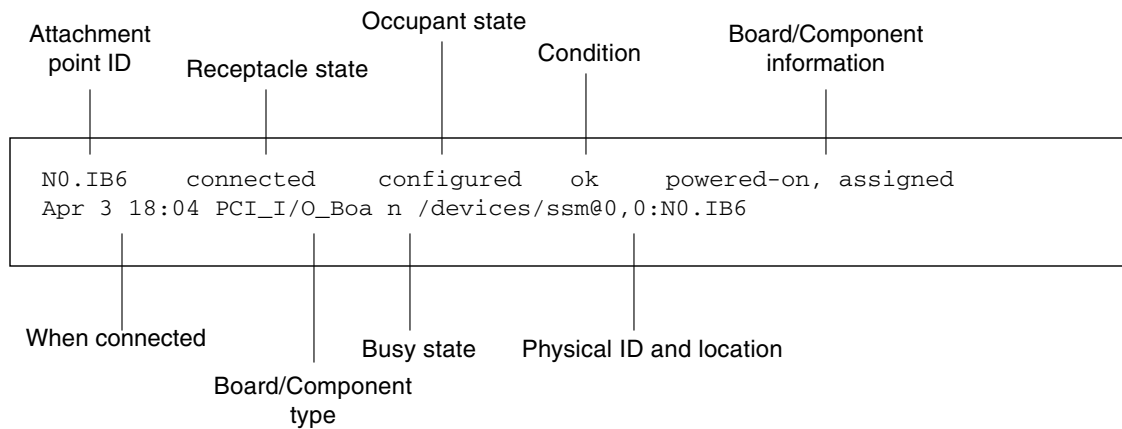 Occupant state
Attachment
point ID
Receptacle state
Condition
Board/Component
information
N0.IB6 connected configured ok powered-on, assigned
Apr 3 18:04 PCI_I/O_Boa n /devices/ssm@0,0:N0.IB6
When connected
Busy state
Physical ID and location
Board/Component
type